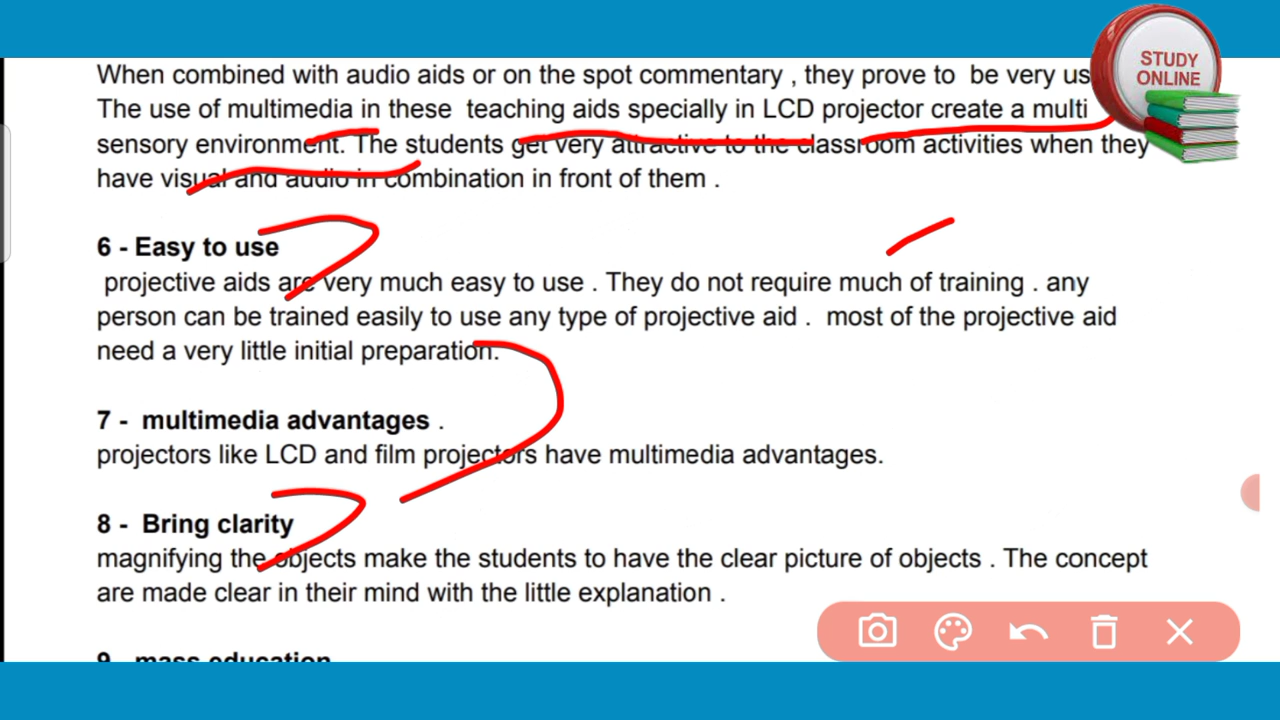 When combined with audio aids or on the spot commentary , they prove to be very us
The use of multimedia in these teaching aids specially in LCD projector create a multi
sensory environment. The students get very attractive to the classroom activities when they
have visual and audio in combination in front of them .
6 - Easy to use
projective aids are very much easy to use . They do not require much of training . any
person can be trained easily to use any type of projective aid . most of the projective aid
need a very little initial preparation.
7 - multimedia advantages .
projectors like LCD and film projectors have multimedia advantages.
8 - Bring clarity
magnifying the objects make the students to have the clear picture of objects . The concept
are made clear in their mind with the little explanation .
9 - mass education
STUDY
ONLINE